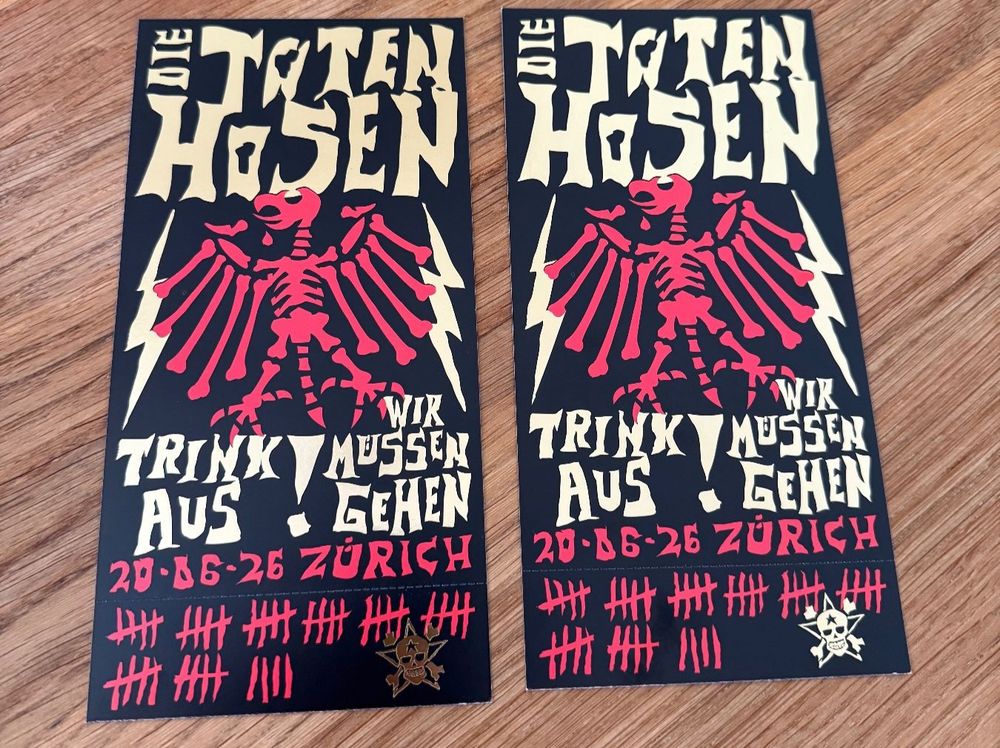 DIE TOTEN
HOSEN
TRINK AUS! WIR MÜSSEN GEHEN
20-06-26 ZÜRICH
DIE TOTEN
HOSEN
TRINK AUS! WIR MÜSSEN GEHEN
20-06-26 ZÜRICH